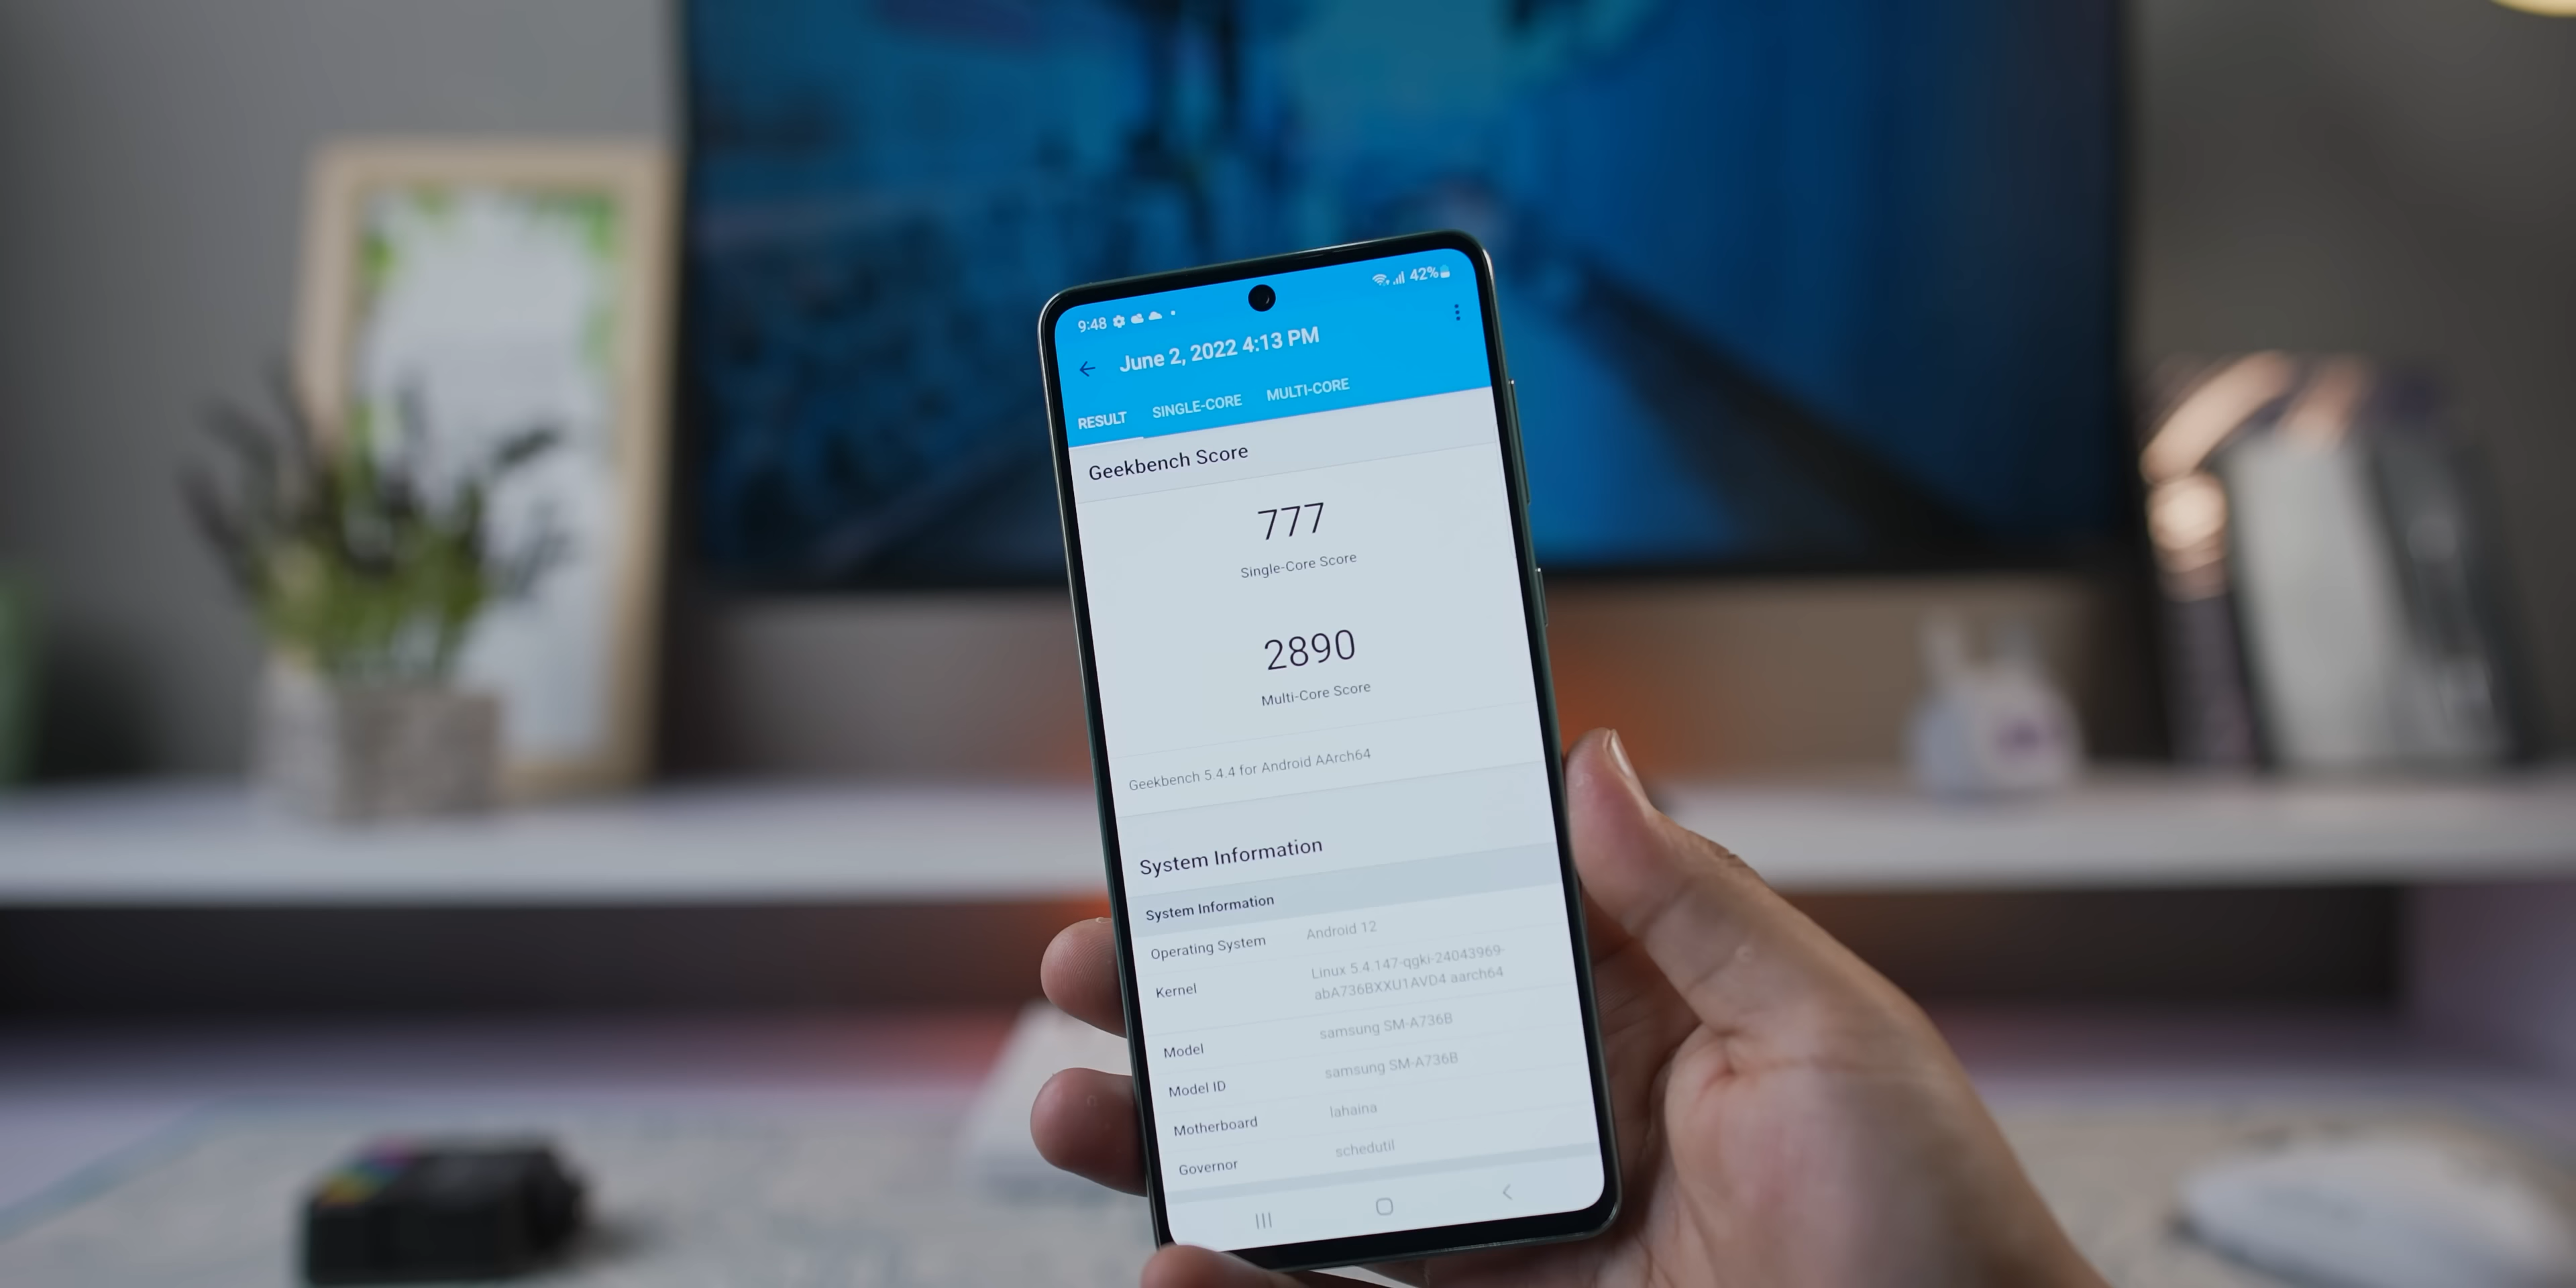 9:48
42%
June 2, 2022 4:13 PM
RESULT SINGLE-CORE MULTI-CORE
Geekbench Score
777
Single-Core Score
2890
Multi-Core Score
Geekbench 5.4.4 for Android AArch64
System Information
System Information
Operating System Android 12
Kernel Linux 5.4.147-qgki-24043969-
abA736BXXU1AVD4 aarch64
Model samsung SM-A736B
Model ID samsung SM-A736B
Motherboard lahaina
Governor schedutil